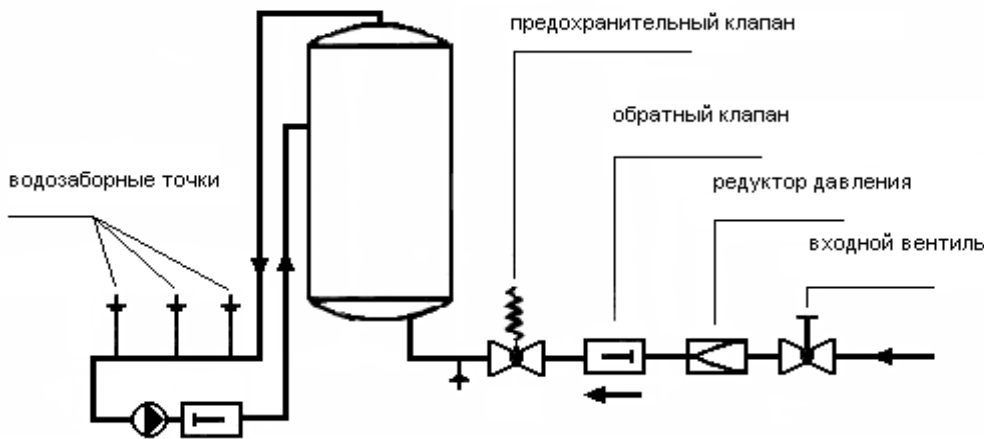 предохранительный клапан
обратный клапан
водозаборные точки
редуктор давления
входной вентиль